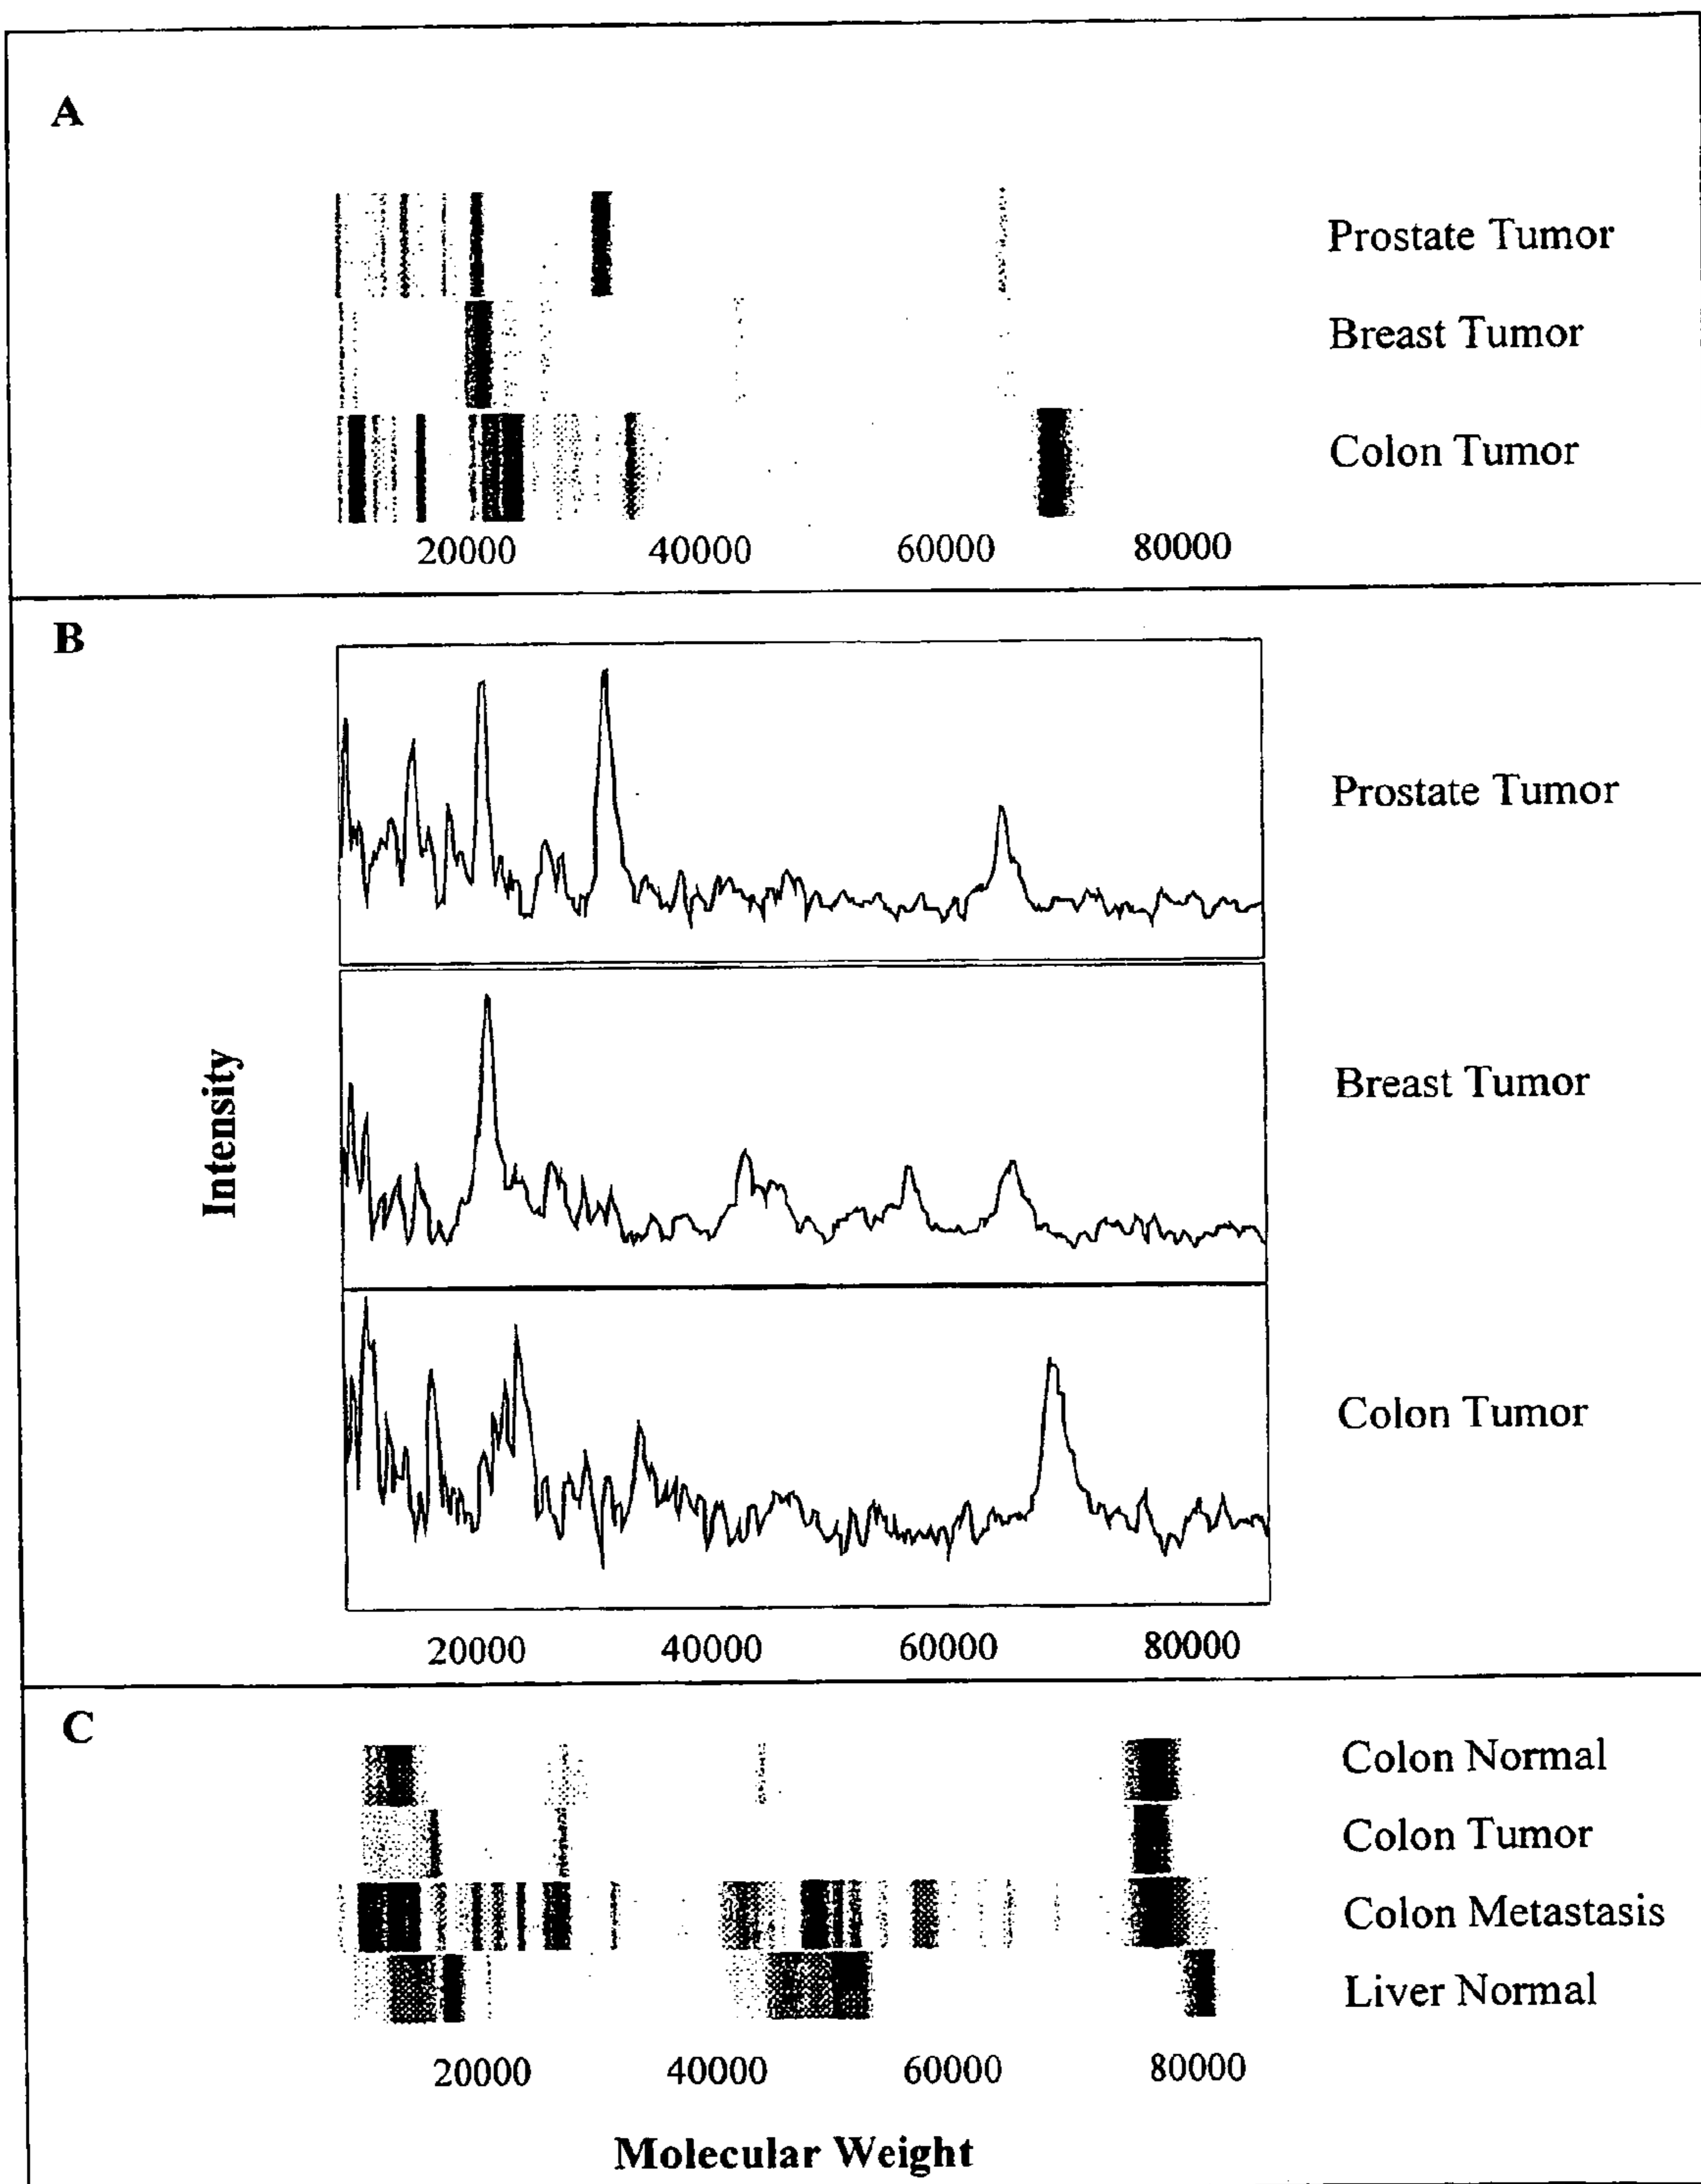 A
Prostate Tumor
Breast Tumor
Colon Tumor
20000 40000 60000 80000
B
Prostate Tumor
Breast Tumor
Intensity
Colon Tumor
20000 40000 60000 80000
C
Colon Normal
Colon Tumor
Colon Metastasis
Liver Normal
20000 40000 60000 80000
Molecular Weight